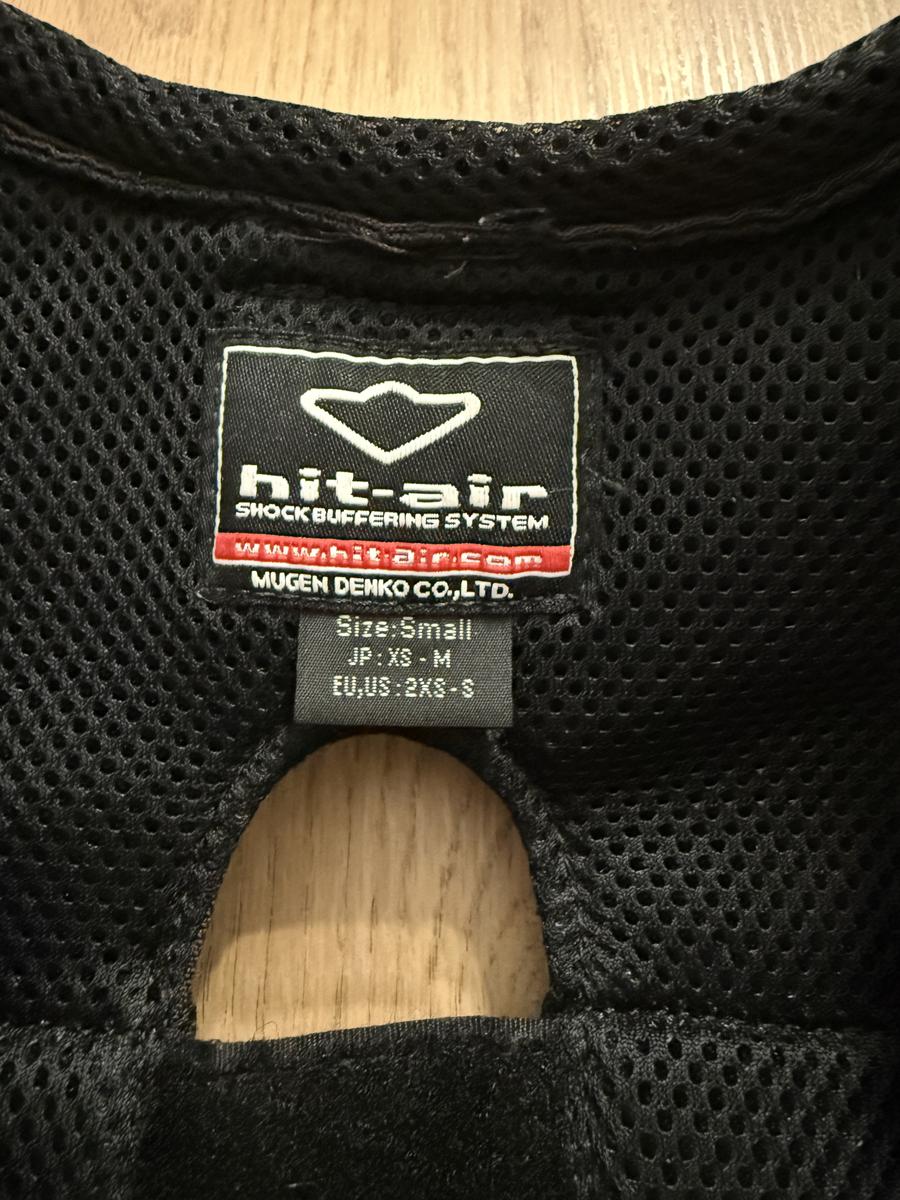 hit-air
SHOCK BUFFERING SYSTEM
www.hit-air.com
MUGEN DENKO CO.,LTD.
Size:Small
JP:XS-M
EU,US:2XS-S